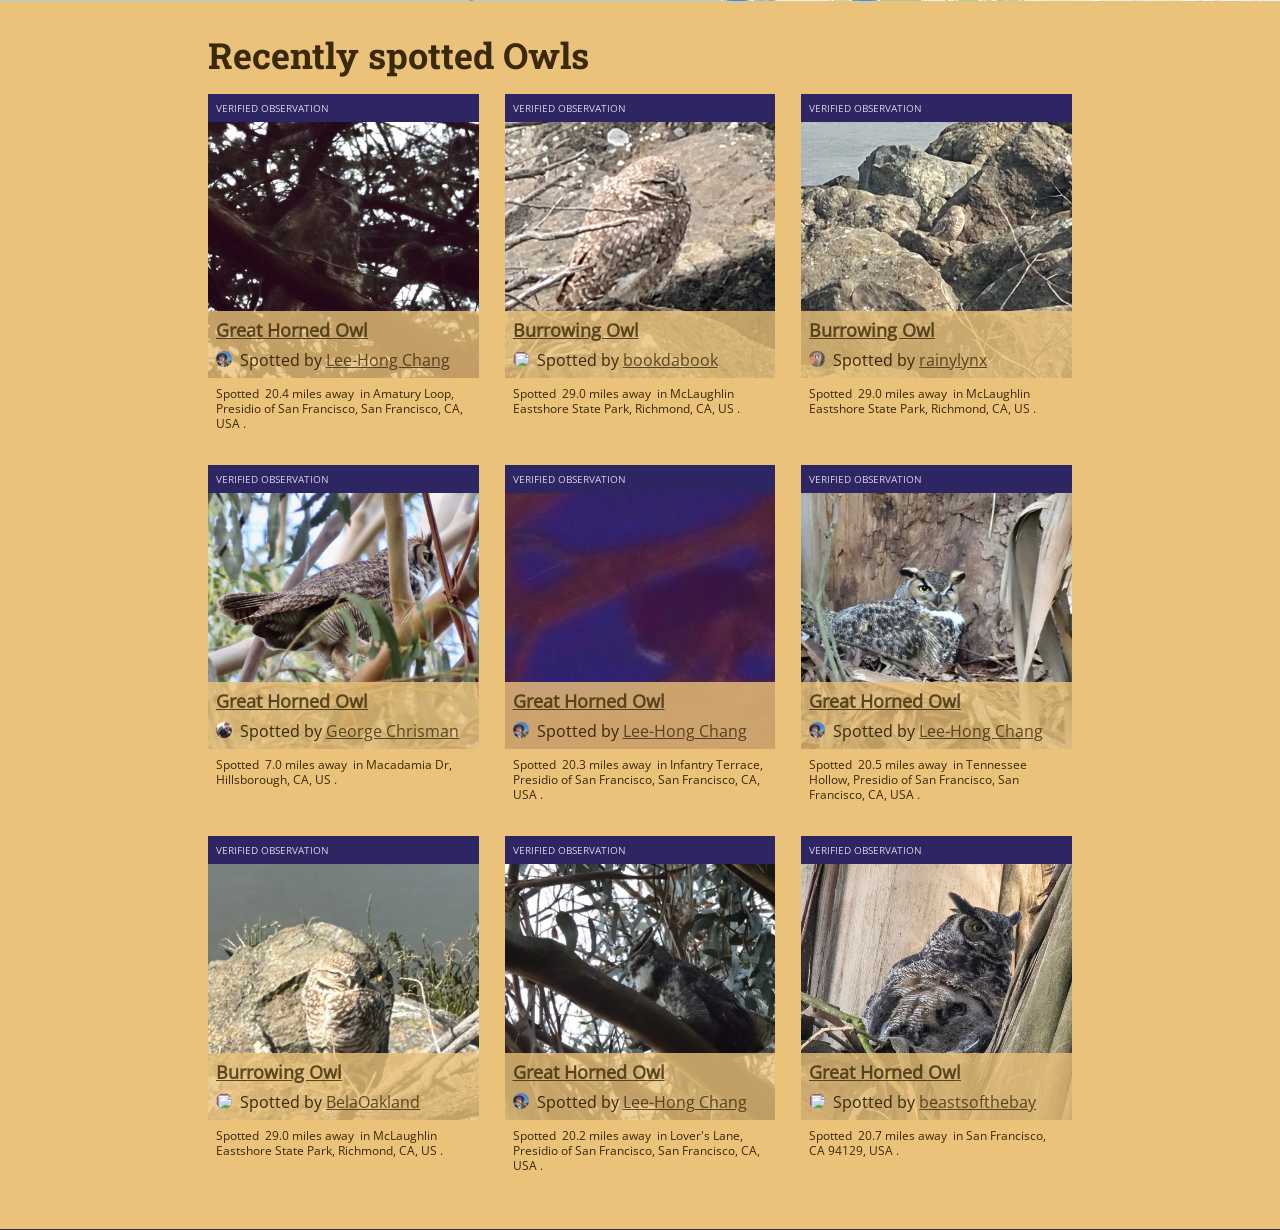 Recently spotted Owls
VERIFIED OBSERVATION
Great Horned Owl
Spotted by Lee-Hong Chang
Spotted 20.4 miles away in Amatury Loop,
Presidio of San Francisco, San Francisco, CA,
USA .
VERIFIED OBSERVATION
Burrowing Owl
Spotted by bookdabook
Spotted 29.0 miles away in McLaughlin
Eastshore State Park, Richmond, CA, US .
VERIFIED OBSERVATION
Burrowing Owl
Spotted by rainylynx
Spotted 29.0 miles away in McLaughlin
Eastshore State Park, Richmond, CA, US .
VERIFIED OBSERVATION
Great Horned Owl
Spotted by George Chrisman
Spotted 7.0 miles away in Macadamia Dr,
Hillsborough, CA, US .
VERIFIED OBSERVATION
Great Horned Owl
Spotted by Lee-Hong Chang
Spotted 20.3 miles away in Infantry Terrace,
Presidio of San Francisco, San Francisco, CA,
USA .
VERIFIED OBSERVATION
Great Horned Owl
Spotted by Lee-Hong Chang
Spotted 20.5 miles away in Tennessee
Hollow, Presidio of San Francisco, San
Francisco, CA, USA .
VERIFIED OBSERVATION
Burrowing Owl
Spotted by BelaOakland
Spotted 29.0 miles away in McLaughlin
Eastshore State Park, Richmond, CA, US .
VERIFIED OBSERVATION
Great Horned Owl
Spotted by Lee-Hong Chang
Spotted 20.2 miles away in Lover's Lane,
Presidio of San Francisco, San Francisco, CA,
USA .
VERIFIED OBSERVATION
Great Horned Owl
Spotted by beastsofthebay
Spotted 20.7 miles away in San Francisco,
CA 94129, USA .